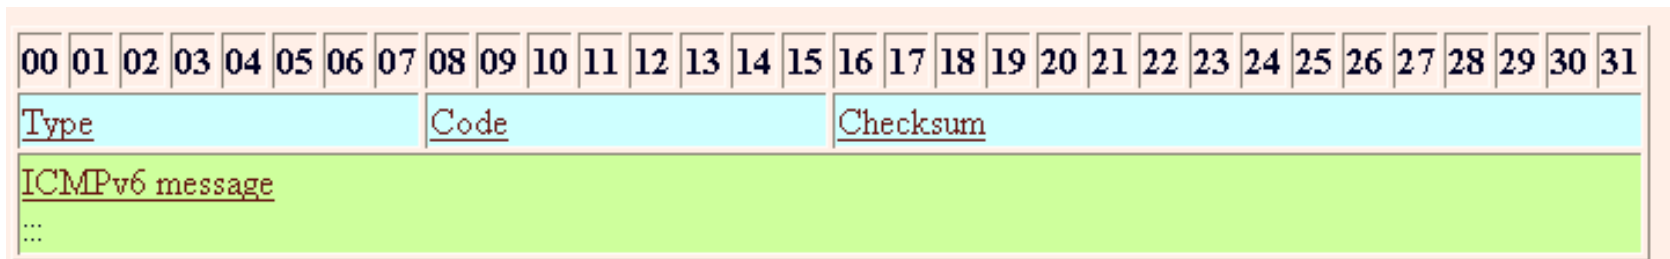 00 01 02 03 04 05 06 07 08 09 10 11 12 13 14 15 16 17 18 19 20 21 22 23 24 25 26 27 28 29 30 31
Type Code Checksum
ICMPv6 message
:::